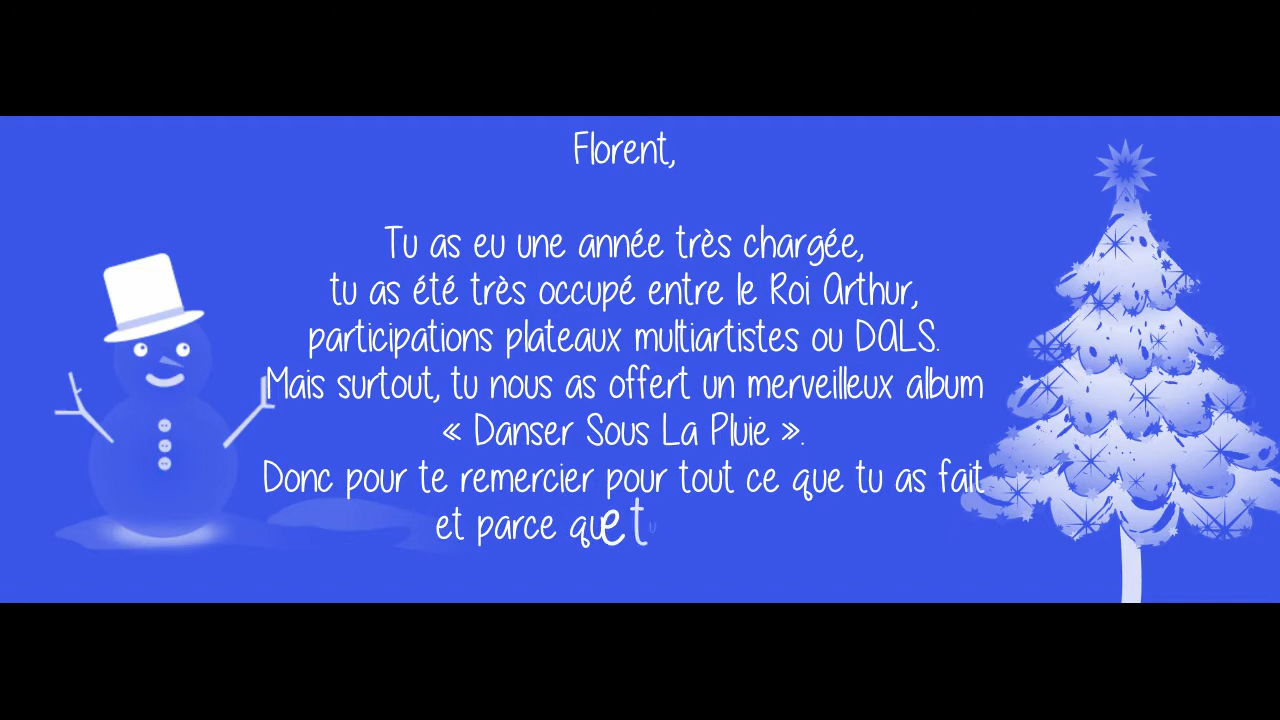 Florent,
Tu as eu une année très chargée,
tu as été très occupé entre le Roi Arthur,
participations plateaux multiartistes ou DALS.
Mais surtout, tu nous as offert un merveilleux album
« Danser Sous La Pluie ».
Donc pour te remercier pour tout ce que tu as fait
et parce que tu